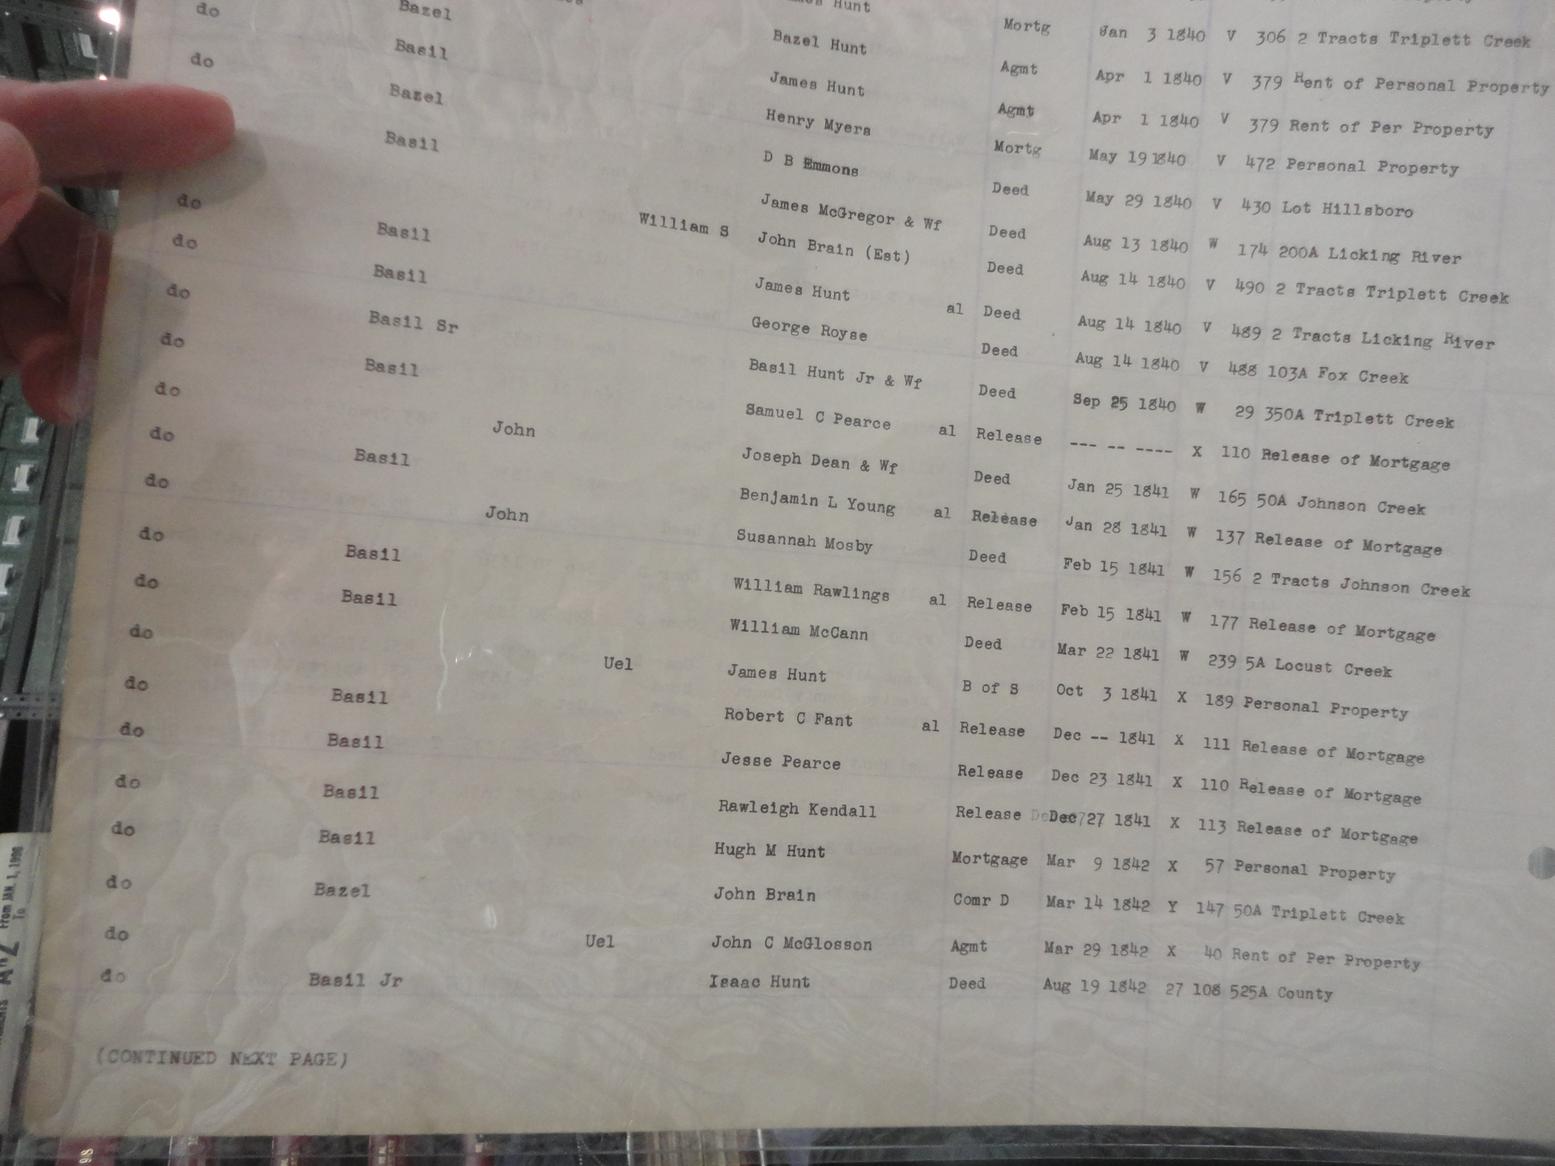 mes Hunt Mortg Jan 3 1840 V 306 2 Tracts Triplett Creek
Bazel Hunt Agmt Apr 1 1840 V 379 Rent of Personal Property
Bazel James Hunt Agmt Apr 1 1840 V 379 Rent of Per Property
do Basil Henry Myers Mortg May 19 1840 V 472 Personal Property
do Bazel D B Emmons Deed May 29 1840 V 430 Lot Hillsboro
Basil James McGregor & Wf Deed Aug 13 1840 W 174 200A Licking River
William S John Brain (Est) Deed Aug 14 1840 V 490 2 Tracts Triplett Creek
do Basil James Hunt al Deed Aug 14 1840 V 489 2 Tracts Licking River
do Basil George Royse Deed Aug 14 1840 V 488 103A Fox Creek
do Basil Sr Basil Hunt Jr & Wf Deed Sep 25 1840 W 29 350A Triplett Creek
do Basil Samuel C Pearce al Release --- -- ---- X 110 Release of Mortgage
do John Joseph Dean & Wf Deed Jan 25 1841 W 165 50A Johnson Creek
do Basil Benjamin L Young al Release Jan 28 1841 W 137 Release of Mortgage
do John Susannah Mosby Deed Feb 15 1841 W 156 2 Tracts Johnson Creek
do Basil William Rawlings al Release Feb 15 1841 W 177 Release of Mortgage
do Basil William McCann Deed Mar 22 1841 W 239 5A Locust Creek
do Uel James Hunt B of S Oct 3 1841 X 189 Personal Property
do Basil Robert C Fant al Release Dec -- 1841 X 111 Release of Mortgage
do Basil Jesse Pearce Release Dec 23 1841 X 110 Release of Mortgage
do Basil Rawleigh Kendall Release Dec 27 1841 X 113 Release of Mortgage
do Basil Hugh M Hunt Mortgage Mar 9 1842 X 57 Personal Property
do Bazel John Brain Comr D Mar 14 1842 Y 147 50A Triplett Creek
do Uel John C McGlosson Agmt Mar 29 1842 X 40 Rent of Per Property
do Basil Jr Isaac Hunt Deed Aug 19 1842 27 108 525A County
(CONTINUED NEXT PAGE)
From JAN. 1, 1998
To
A-Z